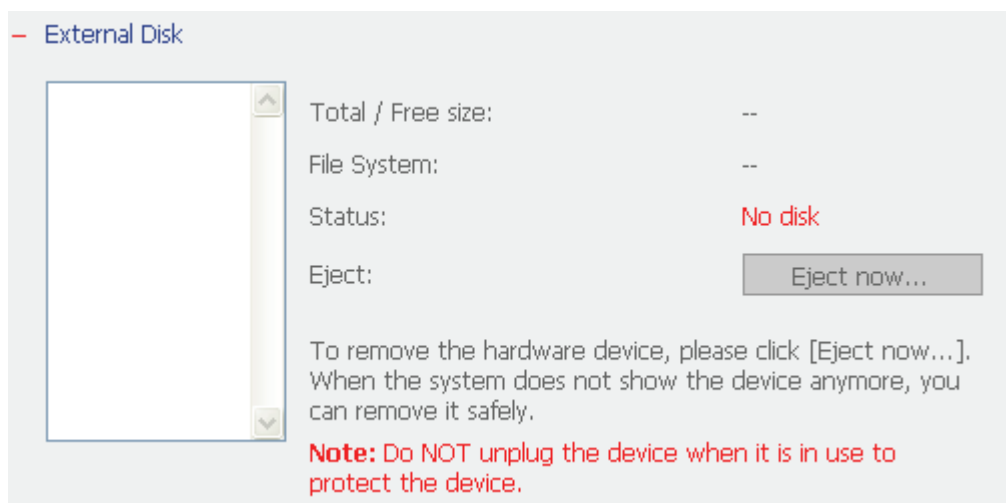 − External Disk
Total / Free size: --
File System: --
Status: No disk
Eject: Eject now...
To remove the hardware device, please click [Eject now...].
When the system does not show the device anymore, you
can remove it safely.
Note: Do NOT unplug the device when it is in use to
protect the device.